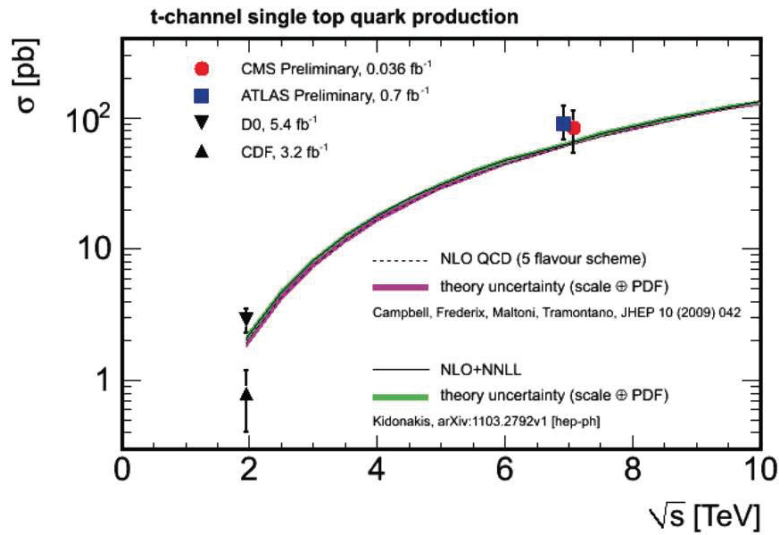 t-channel single top quark production
σ [pb]
10²
10
1
CMS Preliminary, 0.036 fb⁻¹
ATLAS Preliminary, 0.7 fb⁻¹
D0, 5.4 fb⁻¹
CDF, 3.2 fb⁻¹
NLO QCD (5 flavour scheme)
theory uncertainty (scale ⊕ PDF)
Campbell, Frederix, Maltoni, Tramontano, JHEP 10 (2009) 042
NLO+NNLL
theory uncertainty (scale ⊕ PDF)
Kidonakis, arXiv:1103.2792v1 [hep-ph]
0 2 4 6 8 10
√s [TeV]